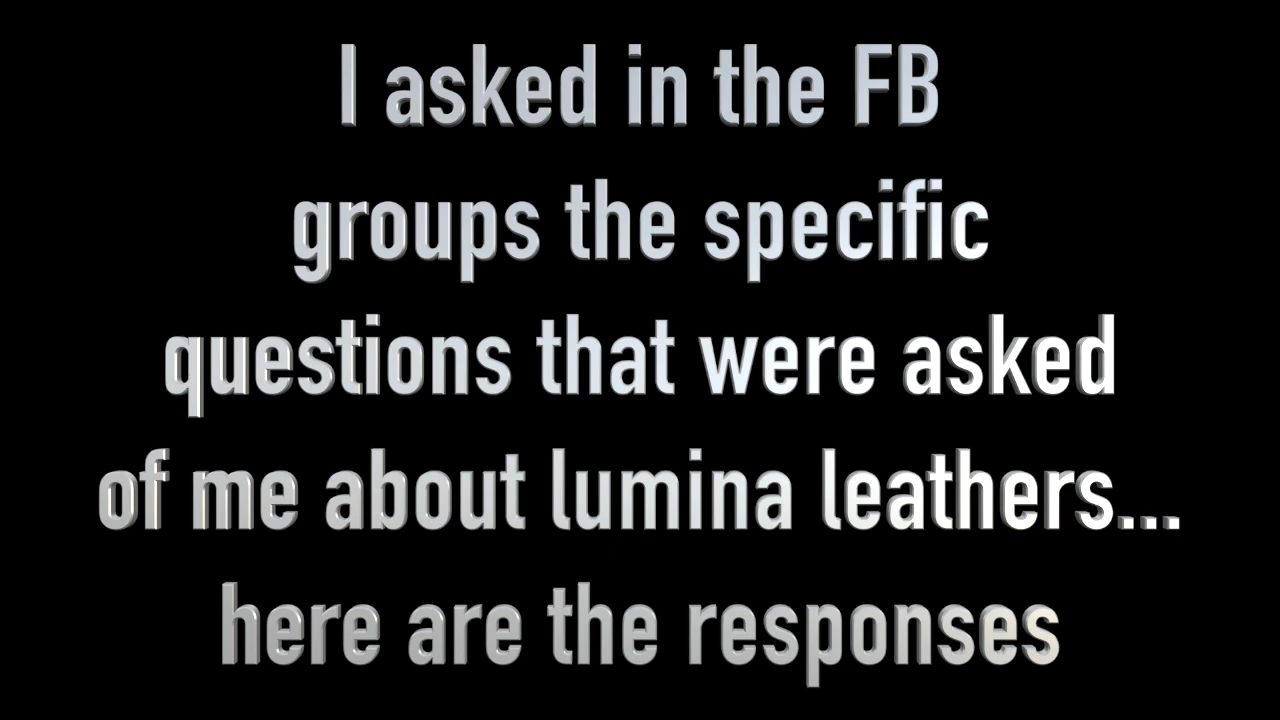 I asked in the FB
groups the specific
questions that were asked
of me about lumina leathers...
here are the responses